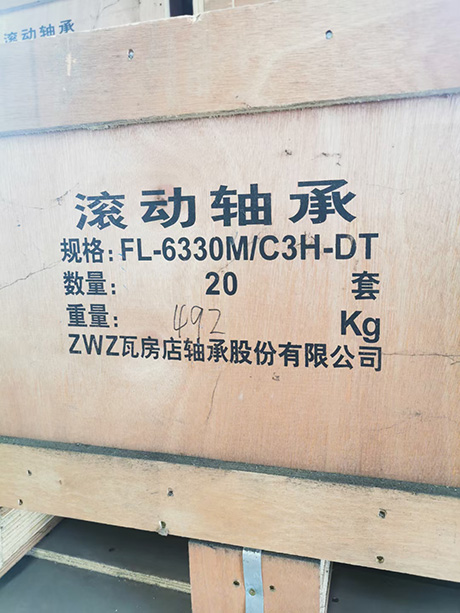 滚动轴承
滚动轴承
规格: FL-6330M/C3H-DT
数量: 20 套
重量: 492 Kg
ZWZ瓦房店轴承股份有限公司